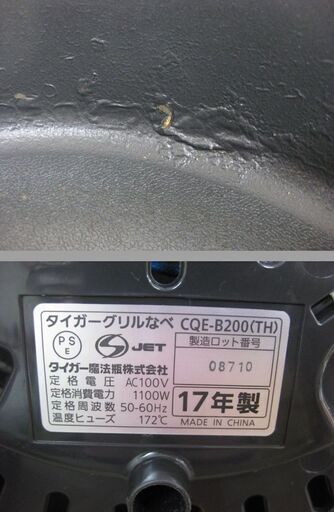 タイガーグリルなべ CQE-B200(TH)
PS
E
JET
製造ロット番号
08710
タイガー魔法瓶株式会社
定格電圧 AC100V
定格消費電力 1100W
定格周波数 50-60Hz
温度ヒューズ 172℃
17年製
MADE IN CHINA